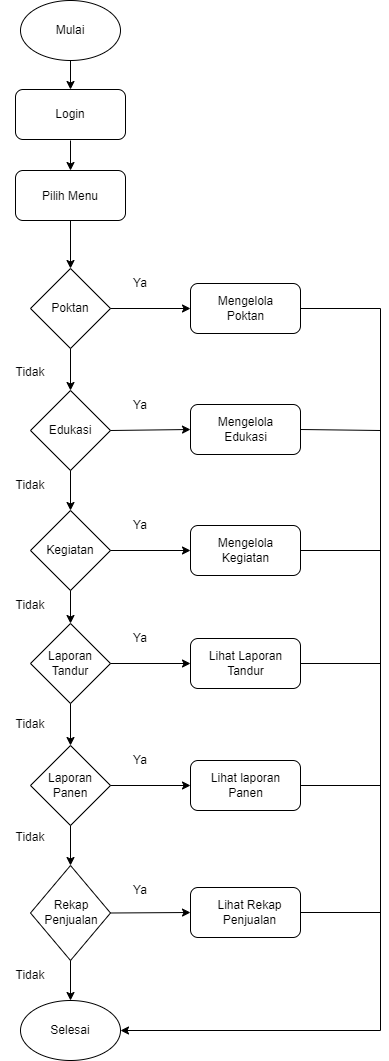 Mulai
Login
Pilih Menu
Ya
Poktan
Mengelola
Poktan
Tidak
Ya
Edukasi
Mengelola
Edukasi
Tidak
Ya
Kegiatan
Mengelola
Kegiatan
Tidak
Ya
Laporan
Tandur
Lihat Laporan
Tandur
Tidak
Ya
Laporan
Panen
Lihat laporan
Panen
Tidak
Ya
Rekap
Penjualan
Lihat Rekap
Penjualan
Tidak
Selesai